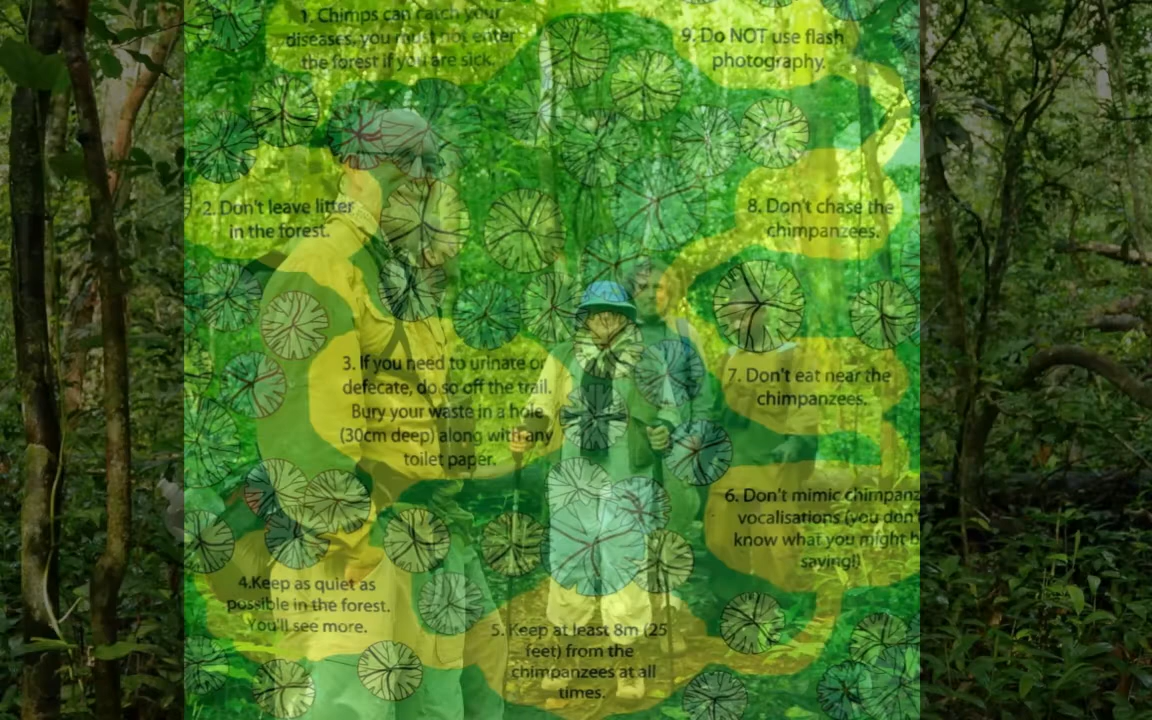 1. Chimps can catch your
diseases, you must not enter
the forest if you are sick.
2. Don't leave litter
in the forest.
3. If you need to urinate or
defecate, do so off the trail.
Bury your waste in a hole
(30cm deep) along with any
toilet paper.
4.Keep as quiet as
possible in the forest.
You'll see more.
5. Keep at least 8m (25
feet) from the
chimpanzees at all
times.
6. Don't mimic chimpanz
vocalisations (you don't
know what you might b
saying!)
7. Don't eat near the
chimpanzees.
8. Don't chase the
chimpanzees.
9. Do NOT use flash
photography.